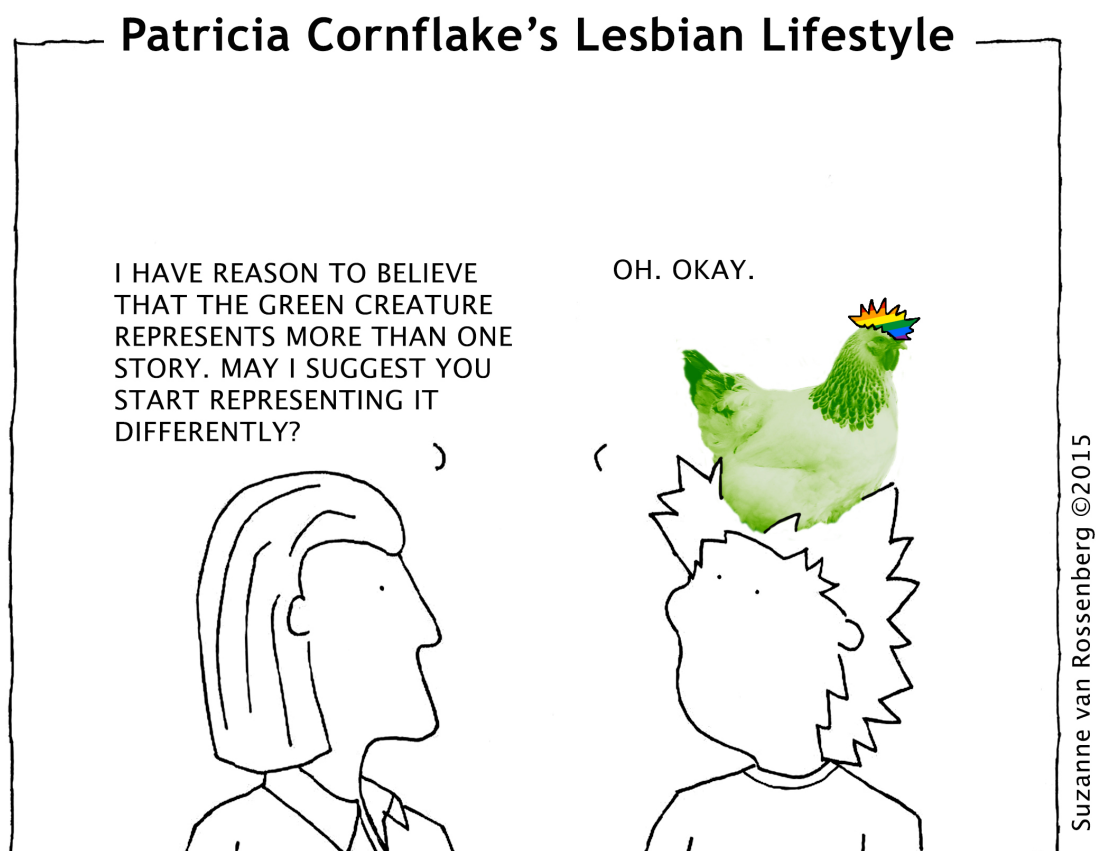 Patricia Cornflake’s Lesbian Lifestyle
I HAVE REASON TO BELIEVE
THAT THE GREEN CREATURE
REPRESENTS MORE THAN ONE
STORY. MAY I SUGGEST YOU
START REPRESENTING IT
DIFFERENTLY?
OH. OKAY.
Suzanne van Rossenberg ©2015